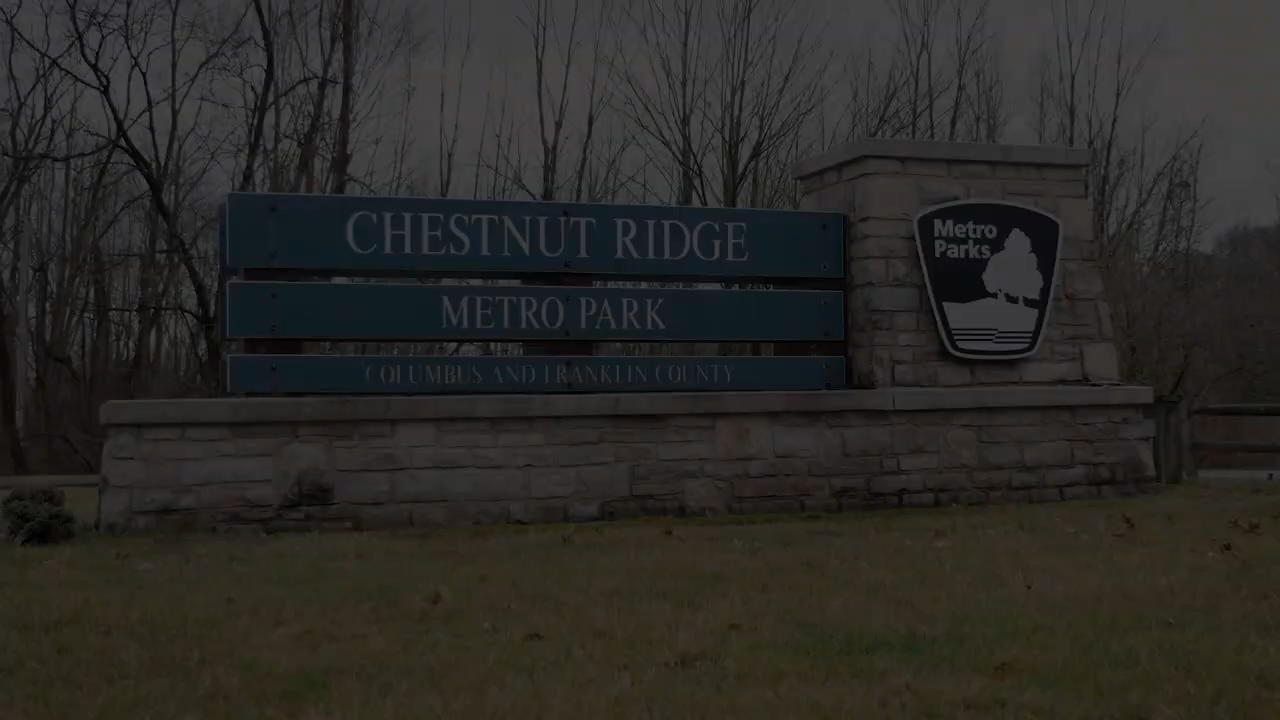 CHESTNUT RIDGE
METRO PARK
COLUMBUS AND FRANKLIN COUNTY
Metro
Parks